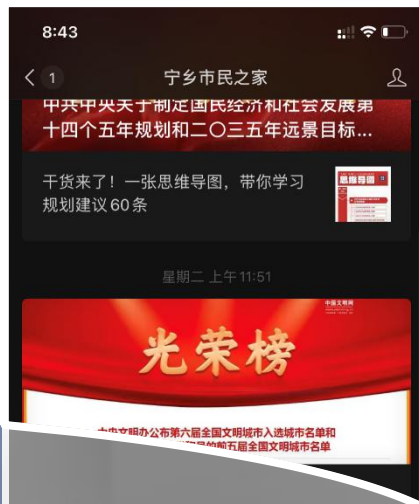 8:43
1
宁乡市民之家
中共中央关于制定国民经济和社会发展第
十四个五年规划和二〇三五年远景目标...
干货来了！一张思维导图，带你学习
规划建议60条
思维导图
星期二 上午11:51
中国文明网
光荣榜
中央文明办公布第六届全国文明城市入选城市名单和
的前五届全国文明城市名单